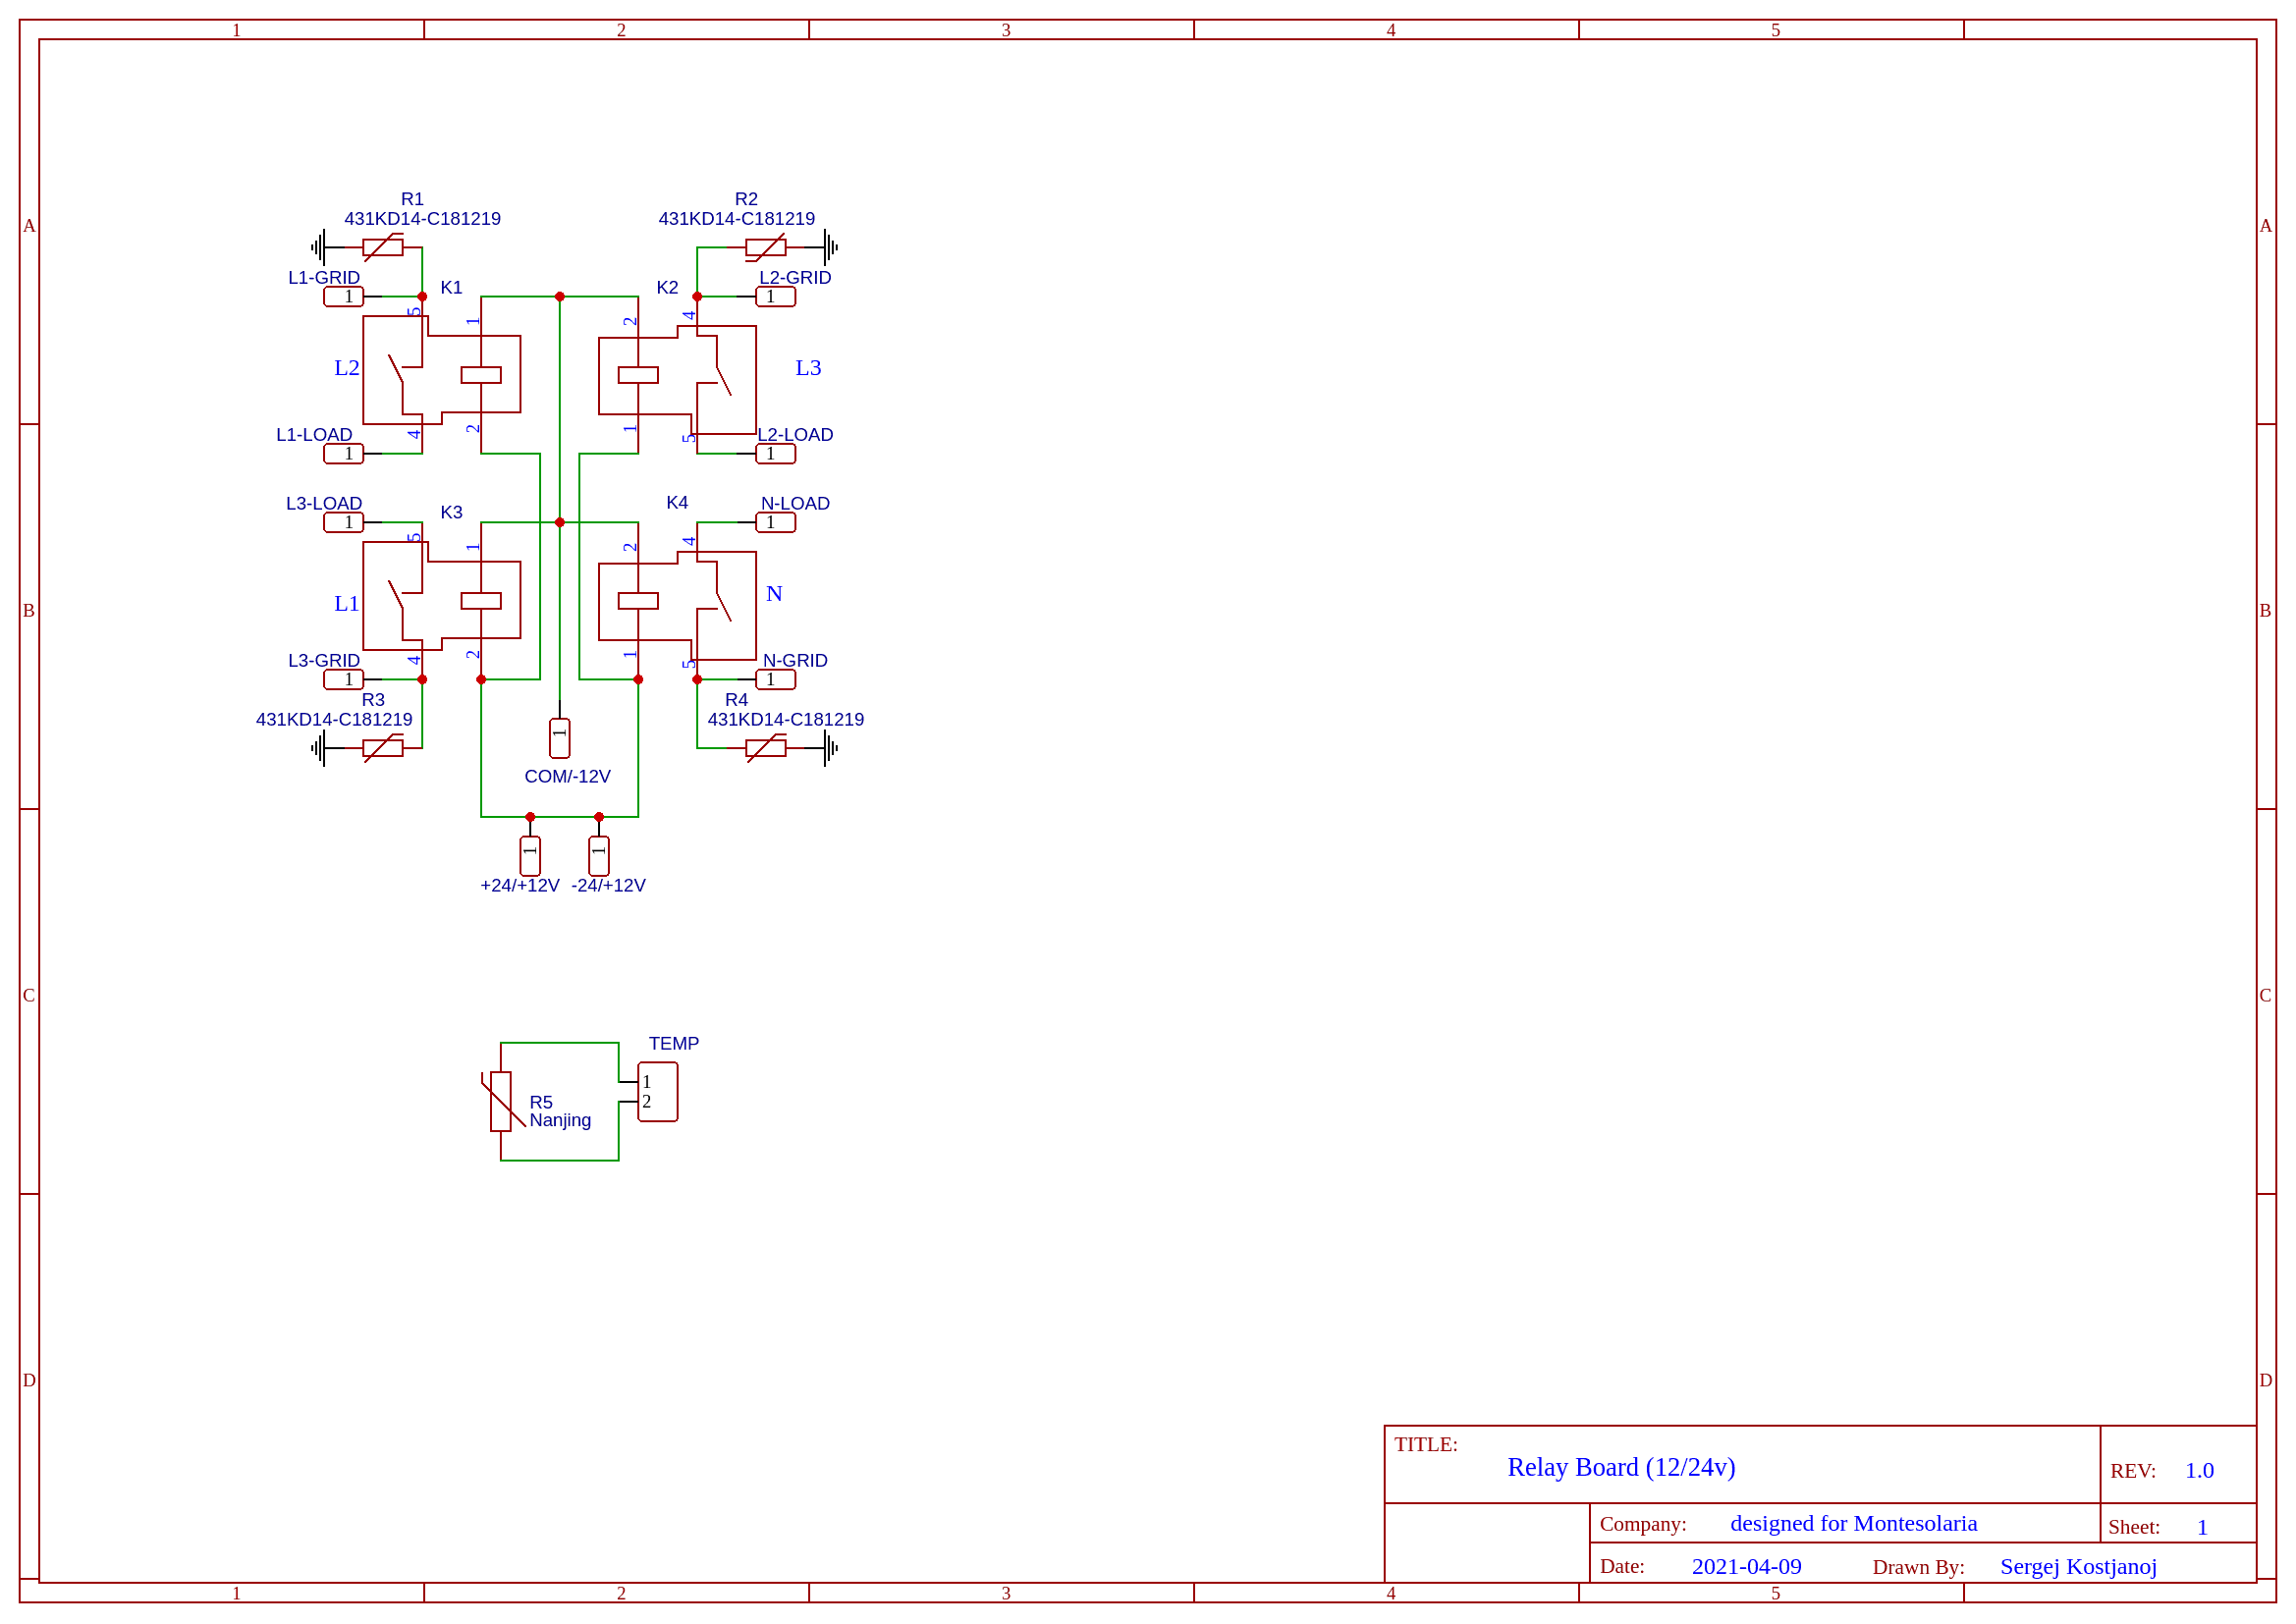 1 2 3 4 5
A A
R1 R2
431KD14-C181219 431KD14-C181219
L1-GRID K1 K2 L2-GRID
1 1
5 1 2 4
L2 L3
4 2 1 5
L1-LOAD L2-LOAD
1 1
L3-LOAD K3 K4 N-LOAD
1 1
5 1 2 4
L1 N
B B
4 2 1 5
L3-GRID N-GRID
1 1
R3 R4
431KD14-C181219 431KD14-C181219
1
COM/-12V
1 1
+24/+12V -24/+12V
C C
TEMP
1
2
R5
Nanjing
D D
TITLE:
Relay Board (12/24v)
REV: 1.0
Company: designed for Montesolaria
Sheet: 1
Date: 2021-04-09 Drawn By: Sergej Kostjanoj
1 2 3 4 5